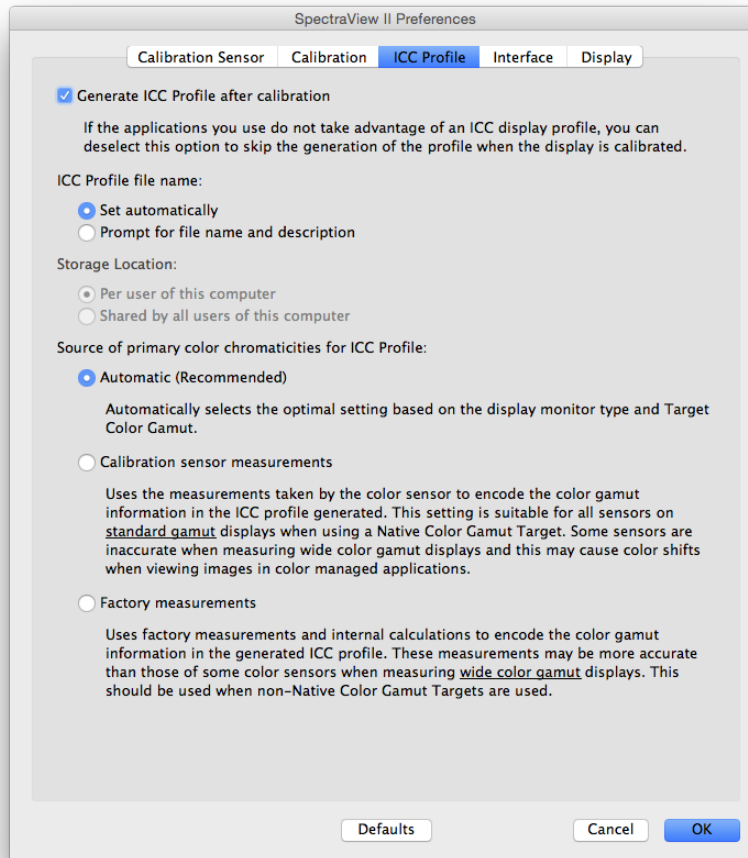 SpectraView II Preferences
Calibration Sensor Calibration ICC Profile Interface Display
Generate ICC Profile after calibration
If the applications you use do not take advantage of an ICC display profile, you can
deselect this option to skip the generation of the profile when the display is calibrated.
ICC Profile file name:
Set automatically
Prompt for file name and description
Storage Location:
Per user of this computer
Shared by all users of this computer
Source of primary color chromaticities for ICC Profile:
Automatic (Recommended)
Automatically selects the optimal setting based on the display monitor type and Target
Color Gamut.
Calibration sensor measurements
Uses the measurements taken by the color sensor to encode the color gamut
information in the ICC profile generated. This setting is suitable for all sensors on
standard gamut displays when using a Native Color Gamut Target. Some sensors are
inaccurate when measuring wide color gamut displays and this may cause color shifts
when viewing images in color managed applications.
Factory measurements
Uses factory measurements and internal calculations to encode the color gamut
information in the generated ICC profile. These measurements may be more accurate
than those of some color sensors when measuring wide color gamut displays. This
should be used when non-Native Color Gamut Targets are used.
Defaults Cancel OK